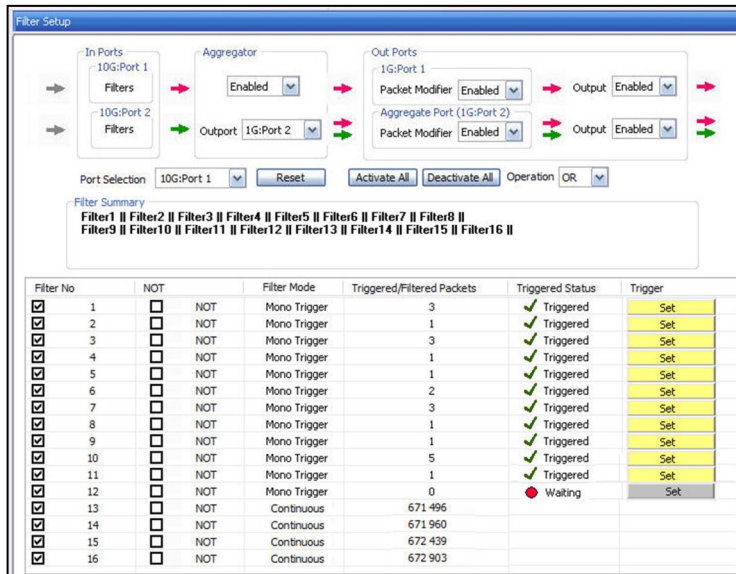 Filter Setup
In Ports Aggregator Out Ports
10G:Port 1 1G:Port 1
Filters Enabled Packet Modifier Enabled Output Enabled
10G:Port 2 Aggregate Port (1G:Port 2)
Filters Outport 1G:Port 2 Packet Modifier Enabled Output Enabled
Port Selection 10G:Port 1 Reset Activate All Deactivate All Operation OR
Filter Summary
Filter1 || Filter2 || Filter3 || Filter4 || Filter5 || Filter6 || Filter7 || Filter8 ||
Filter9 || Filter10 || Filter11 || Filter12 || Filter13 || Filter14 || Filter15 || Filter16 ||
Filter No NOT Filter Mode Triggered/Filtered Packets Triggered Status Trigger
1 NOT Mono Trigger 3 Triggered Set
2 NOT Mono Trigger 1 Triggered Set
3 NOT Mono Trigger 3 Triggered Set
4 NOT Mono Trigger 1 Triggered Set
5 NOT Mono Trigger 1 Triggered Set
6 NOT Mono Trigger 2 Triggered Set
7 NOT Mono Trigger 3 Triggered Set
8 NOT Mono Trigger 1 Triggered Set
9 NOT Mono Trigger 1 Triggered Set
10 NOT Mono Trigger 5 Triggered Set
11 NOT Mono Trigger 1 Triggered Set
12 NOT Mono Trigger 0 Waiting Set
13 NOT Continuous 671 496
14 NOT Continuous 671 960
15 NOT Continuous 672 439
16 NOT Continuous 672 903